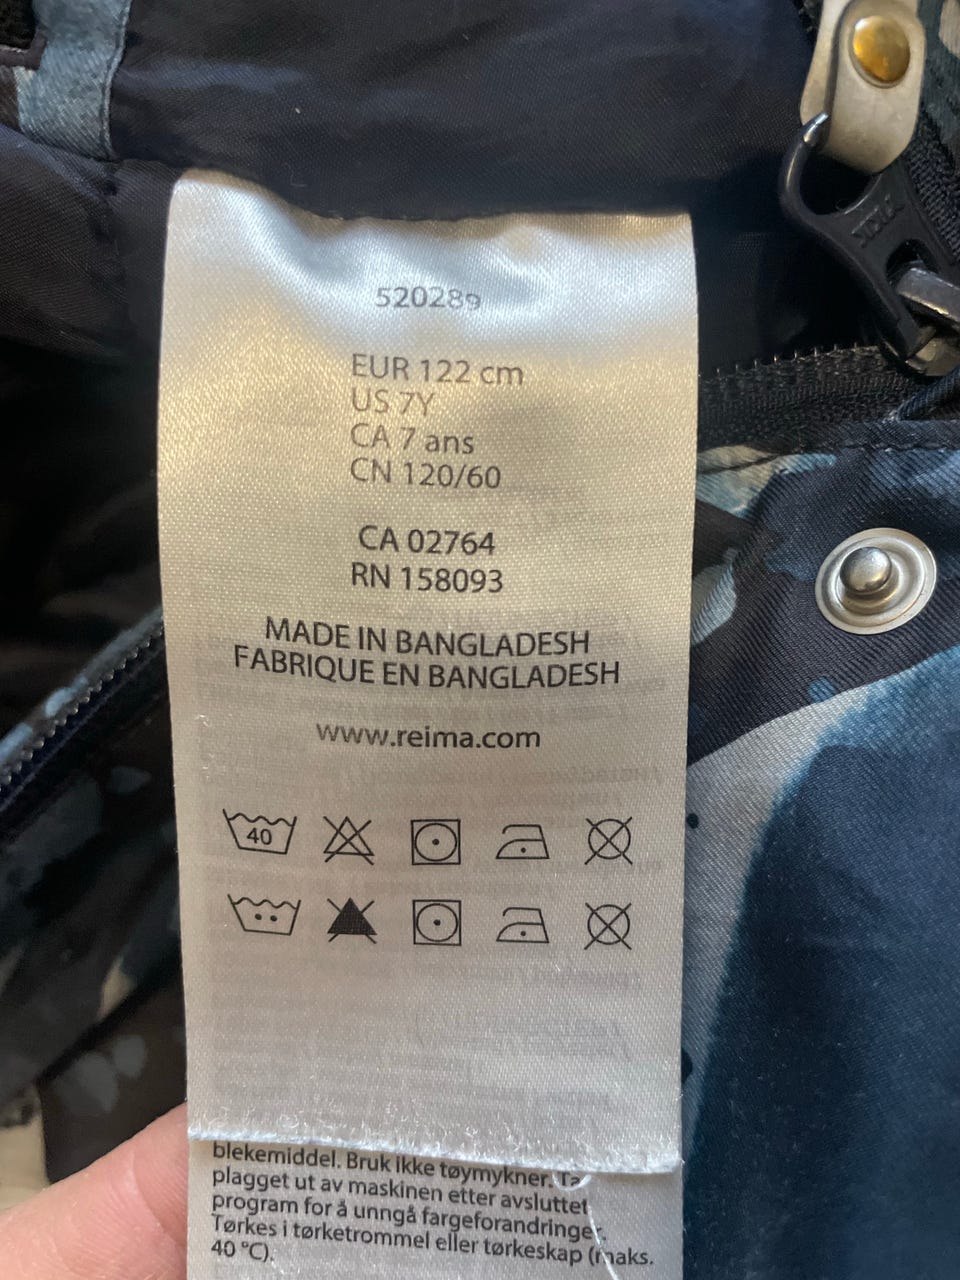 520289
EUR 122 cm
US 7Y
CA 7 ans
CN 120/60
CA 02764
RN 158093
MADE IN BANGLADESH
FABRIQUE EN BANGLADESH
www.reima.com
40
blekemiddel. Bruk ikke tøymykner. Ta
plagget ut av maskinen etter avsluttet
program for å unngå fargeforandringer.
Tørkes i tørketrommel eller tørkeskap (maks.
40 °C).